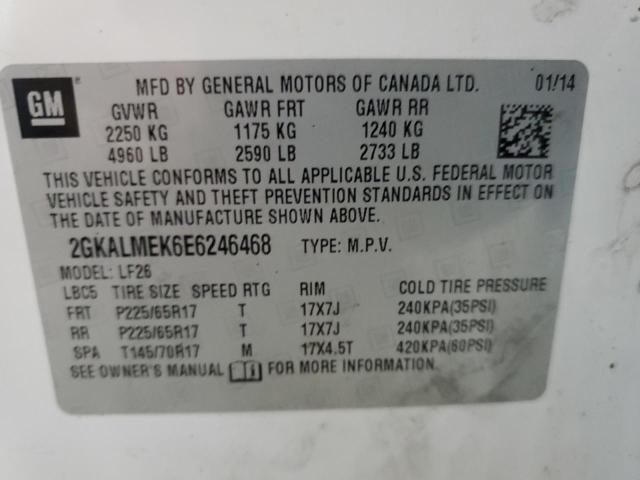 GM
MFD BY GENERAL MOTORS OF CANADA LTD. 01/14
GVWR GAWR FRT GAWR RR
2250 KG 1175 KG 1240 KG
4960 LB 2590 LB 2733 LB
THIS VEHICLE CONFORMS TO ALL APPLICABLE U.S. FEDERAL MOTOR
VEHICLE SAFETY AND THEFT PREVENTION STANDARDS IN EFFECT ON
THE DATE OF MANUFACTURE SHOWN ABOVE.
2GKALMEK6E6246468 TYPE: M.P.V.
MODEL: LF26
LBC5 TIRE SIZE SPEED RTG RIM COLD TIRE PRESSURE
FRT P225/65R17 T 17X7J 240KPA(35PSI)
RR P225/65R17 T 17X7J 240KPA(35PSI)
SPA T145/70R17 M 17X4.5T 420KPA(60PSI)
SEE OWNER'S MANUAL FOR MORE INFORMATION.